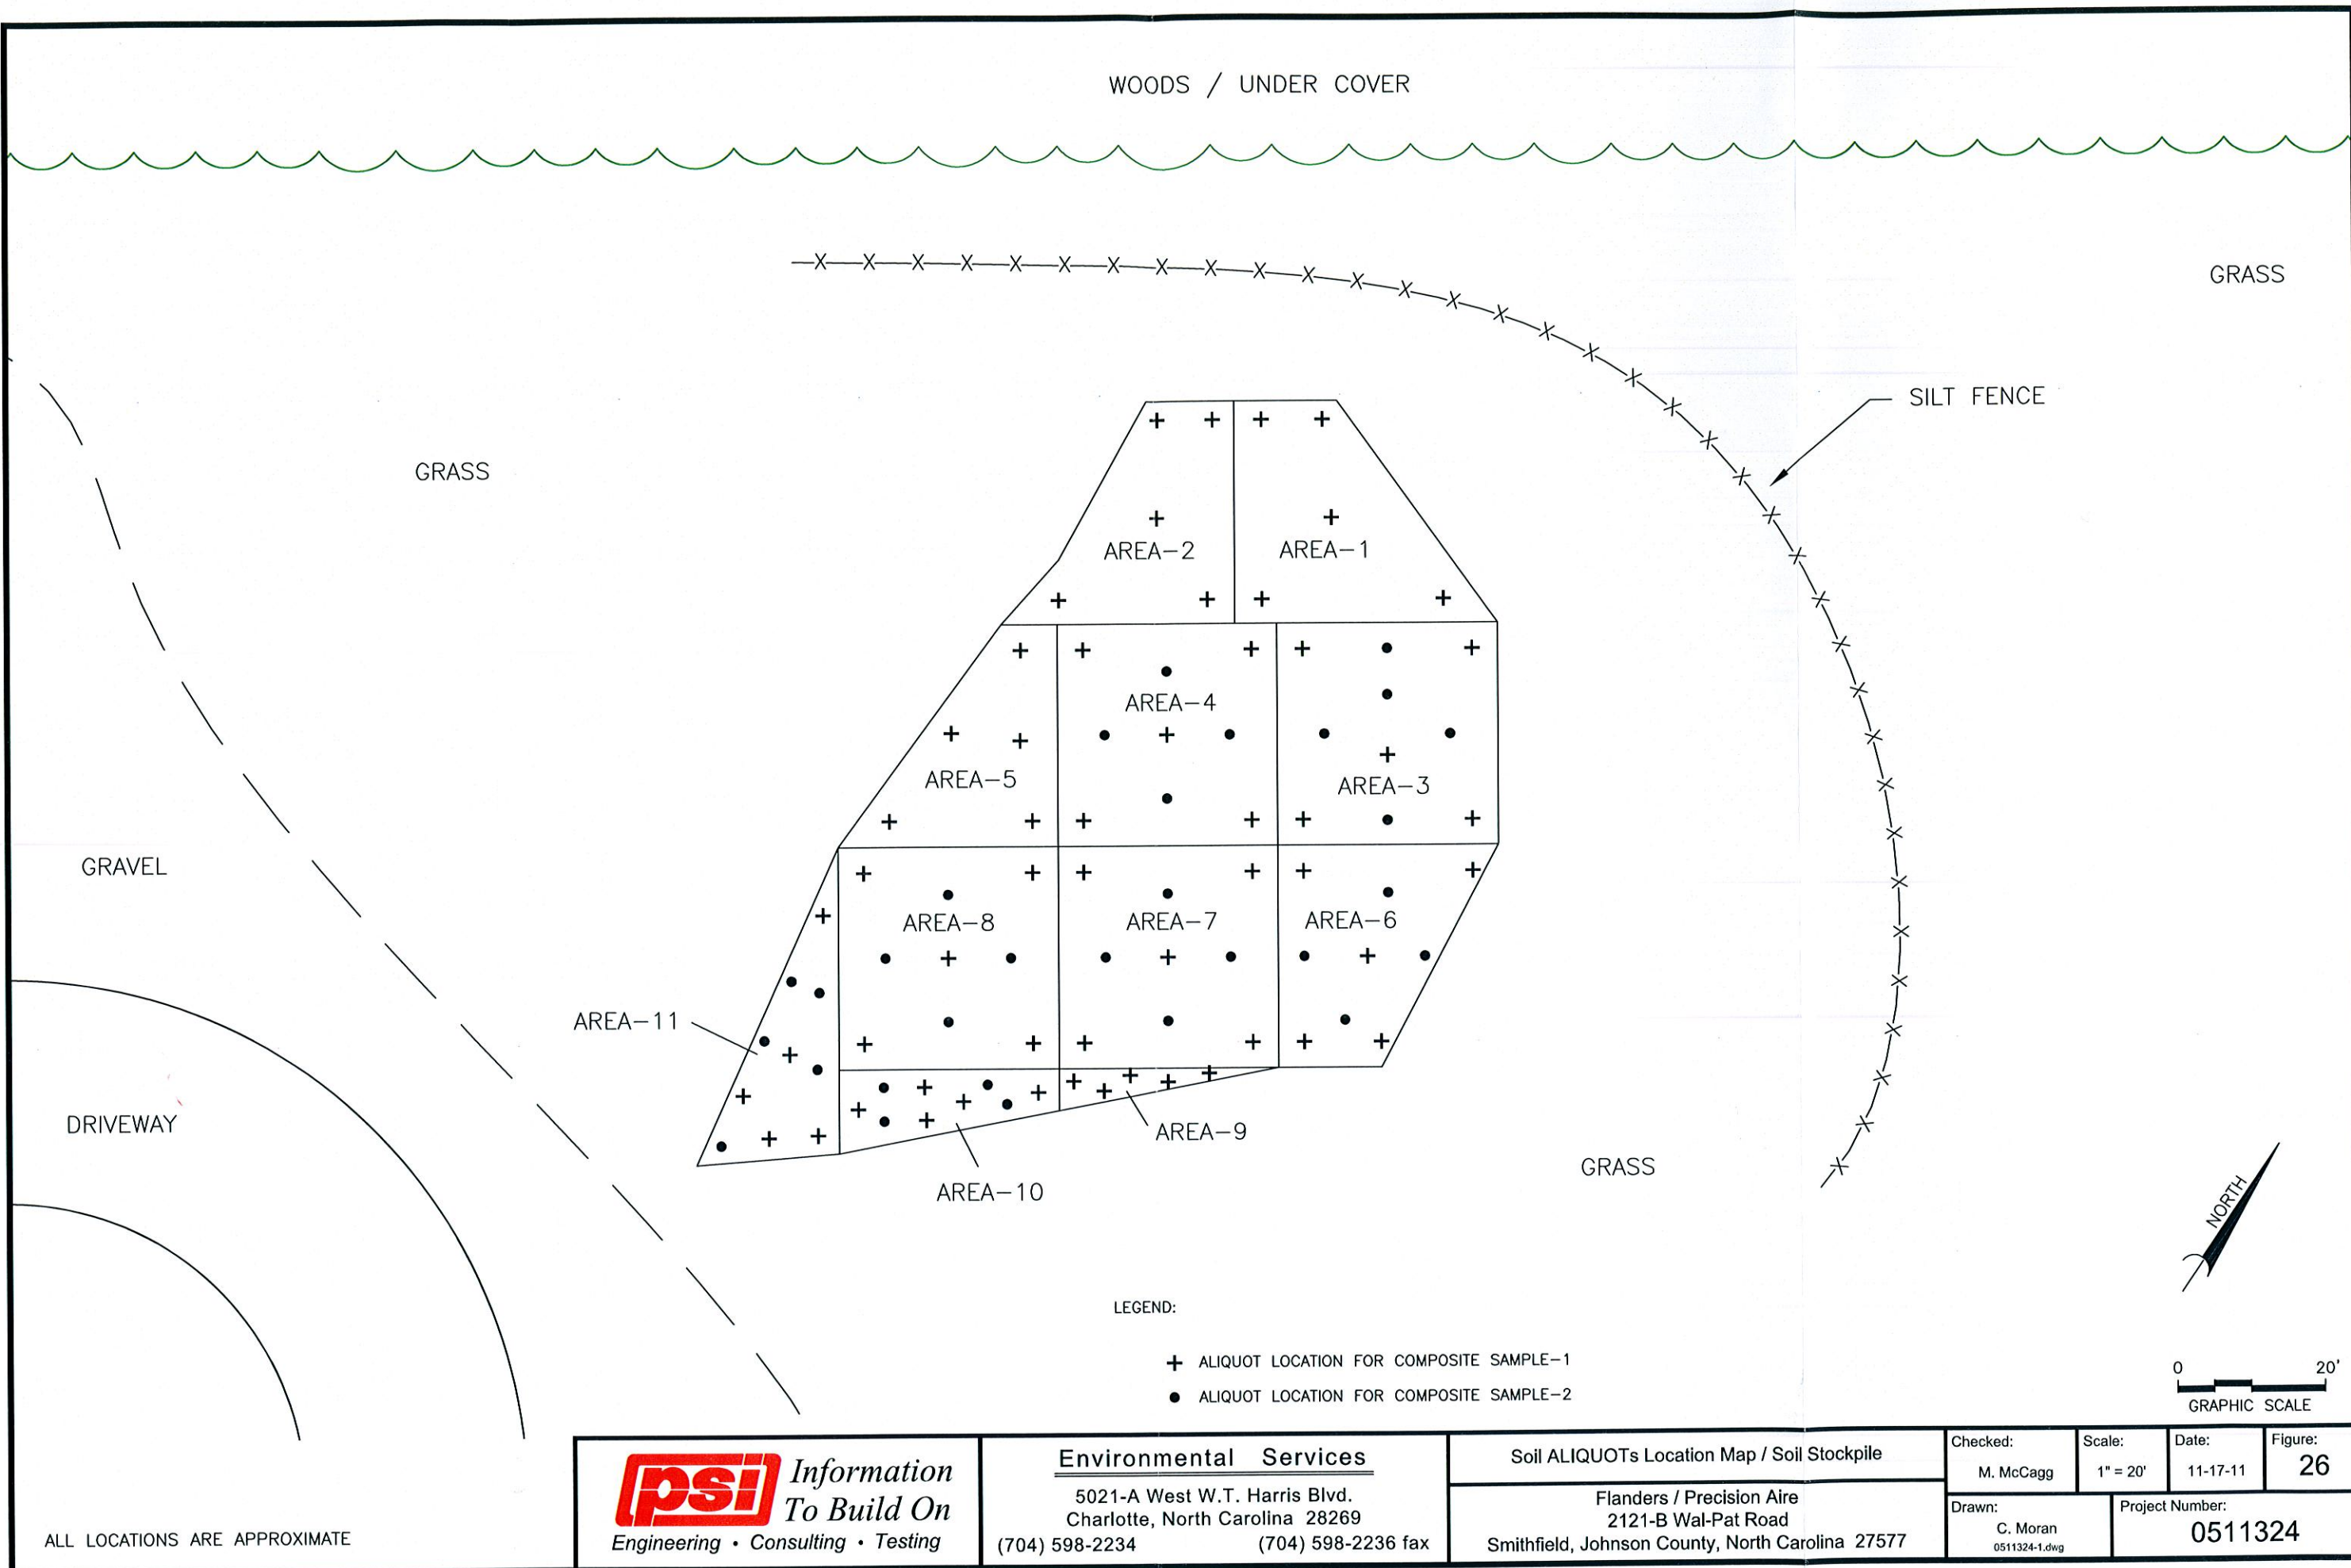 WOODS / UNDER COVER
GRASS
SILT FENCE
GRASS
AREA-2
AREA-1
AREA-4
AREA-5
AREA-3
GRAVEL
AREA-8
AREA-7
AREA-6
AREA-11
DRIVEWAY
AREA-9
GRASS
AREA-10
NORTH
LEGEND:
+ ALIQUOT LOCATION FOR COMPOSITE SAMPLE-1
● ALIQUOT LOCATION FOR COMPOSITE SAMPLE-2
0 20'
GRAPHIC SCALE
ALL LOCATIONS ARE APPROXIMATE
psi
Information
To Build On
Engineering • Consulting • Testing
Environmental Services
5021-A West W.T. Harris Blvd.
Charlotte, North Carolina 28269
(704) 598-2234 (704) 598-2236 fax
Soil ALIQUOTs Location Map / Soil Stockpile
Flanders / Precision Aire
2121-B Wal-Pat Road
Smithfield, Johnson County, North Carolina 27577
Checked:
M. McCagg
Scale:
1" = 20'
Date:
11-17-11
Figure:
26
Drawn:
C. Moran
0511324-1.dwg
Project Number:
0511324